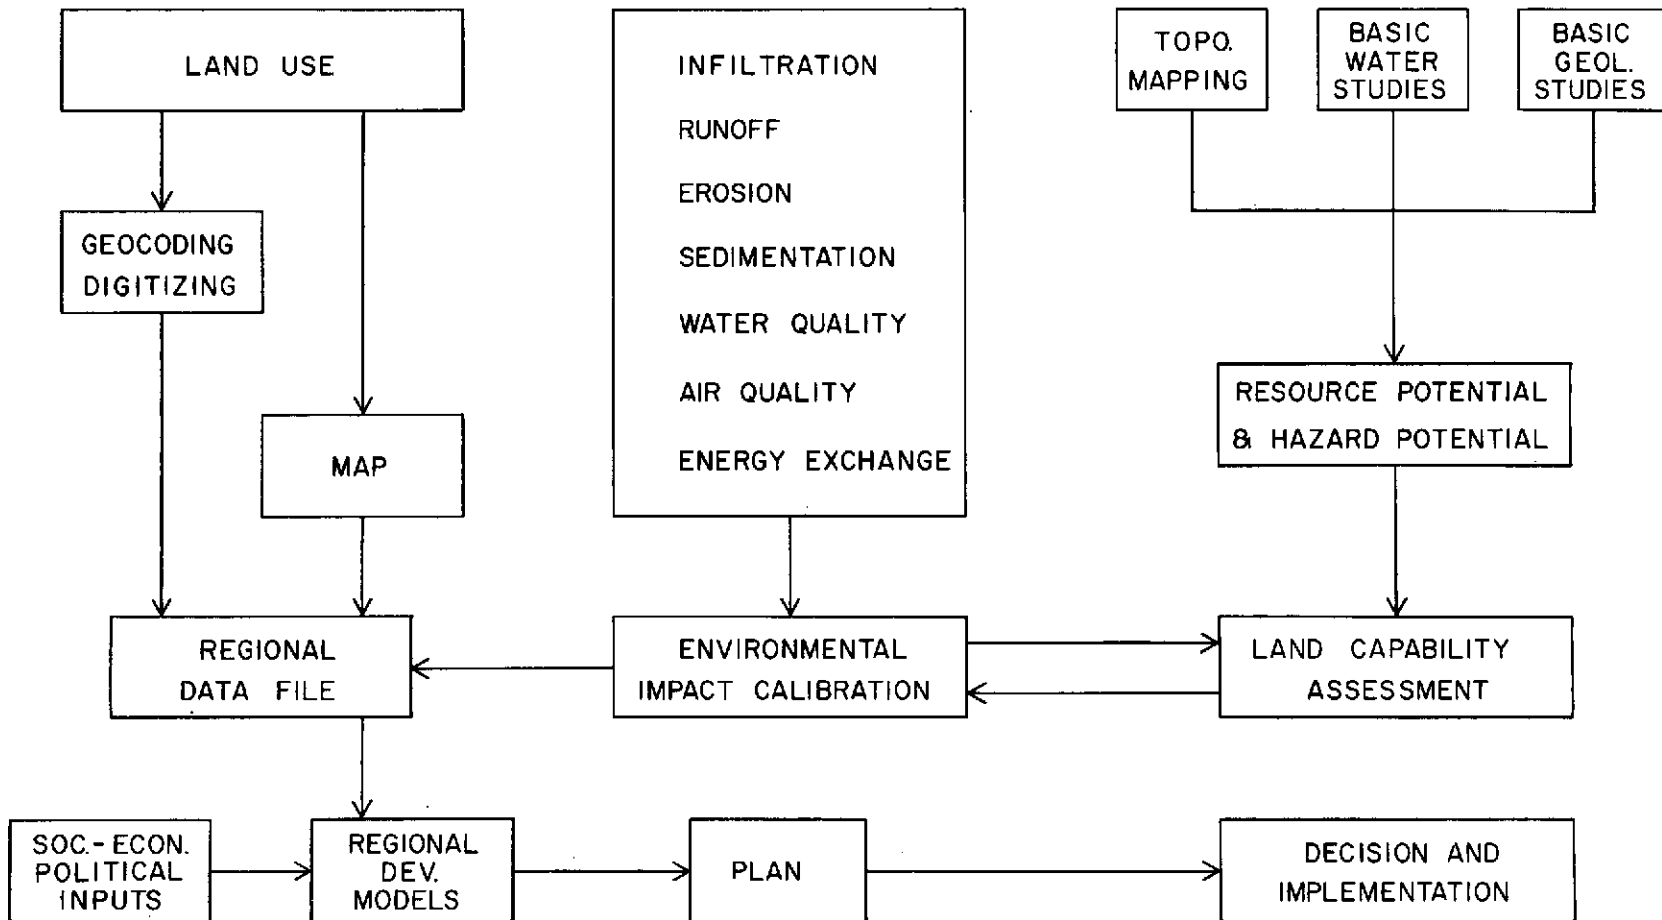 LAND USE
GEOCODING
DIGITIZING
MAP
INFILTRATION
RUNOFF
EROSION
SEDIMENTATION
WATER QUALITY
AIR QUALITY
ENERGY EXCHANGE
TOPO.
MAPPING
BASIC
WATER
STUDIES
BASIC
GEOL.
STUDIES
RESOURCE POTENTIAL
& HAZARD POTENTIAL
REGIONAL
DATA FILE
ENVIRONMENTAL
IMPACT CALIBRATION
LAND CAPABILITY
ASSESSMENT
SOC.-ECON.
POLITICAL
INPUTS
REGIONAL
DEV.
MODELS
PLAN
DECISION AND
IMPLEMENTATION